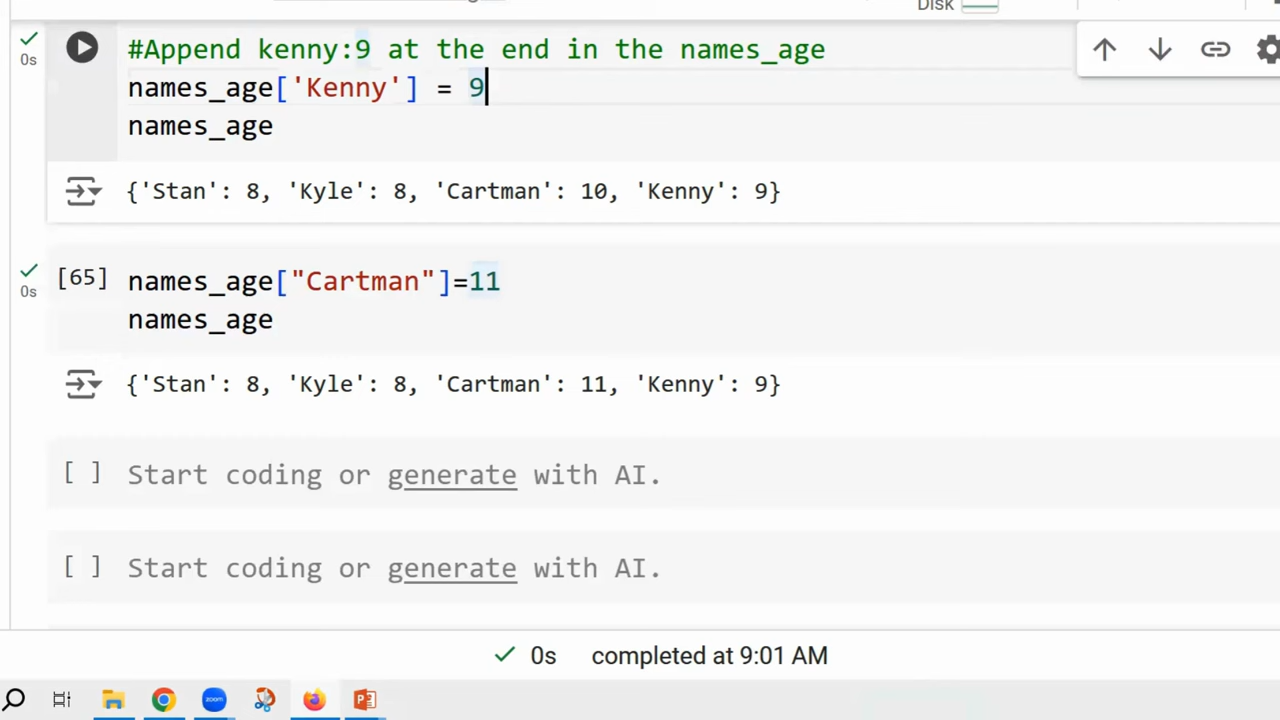 Disk
#Append kenny:9 at the end in the names_age
0s
names_age['Kenny'] = 9
names_age
{'Stan': 8, 'Kyle': 8, 'Cartman': 10, 'Kenny': 9}
[65] names_age["Cartman"]=11
0s
names_age
{'Stan': 8, 'Kyle': 8, 'Cartman': 11, 'Kenny': 9}
[ ] Start coding or generate with AI.
[ ] Start coding or generate with AI.
0s completed at 9:01 AM
zoom